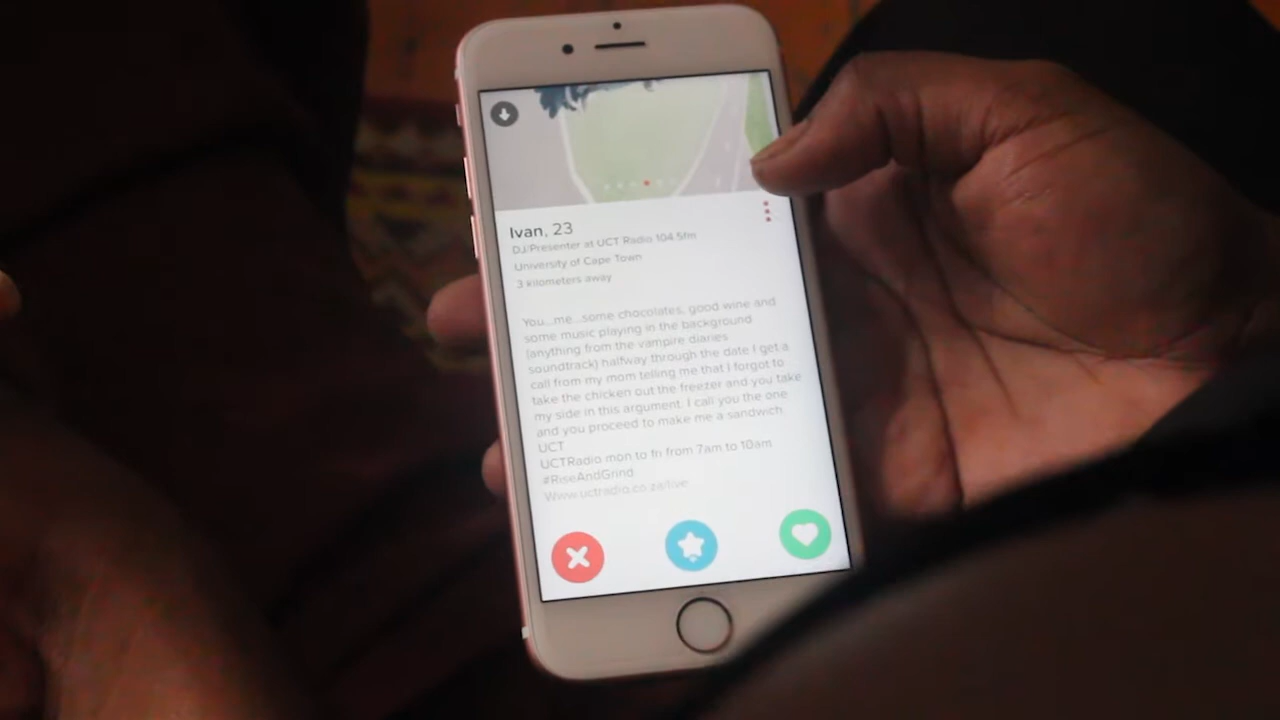 Ivan, 23
DJ/Presenter at UCT Radio 104.5fm
University of Cape Town
3 kilometers away
You...me...some chocolates, good wine and
some music playing in the background
(anything from the vampire diaries
soundtrack) halfway through the date I get a
call from my mom telling me that I forgot to
take the chicken out the freezer and you take
my side in this argument. I call you the one
and you proceed to make me a sandwich.
UCT
UCTRadio mon to fri from 7am to 10am
#RiseAndGrind
Www.uctradio.co.za/live